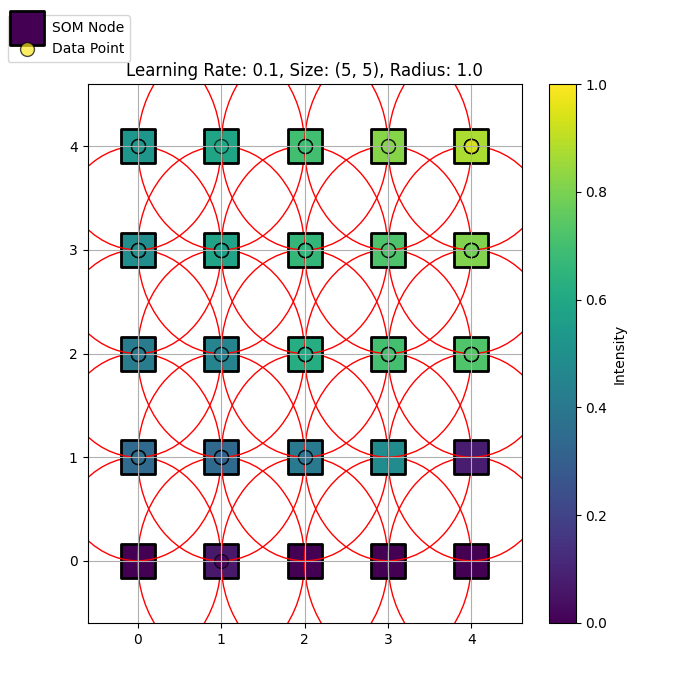 SOM Node
Data Point
Learning Rate: 0.1, Size: (5, 5), Radius: 1.0
4
3
2
1
0
0 1 2 3 4
1.0
0.8
0.6
0.4
0.2
0.0
Intensity